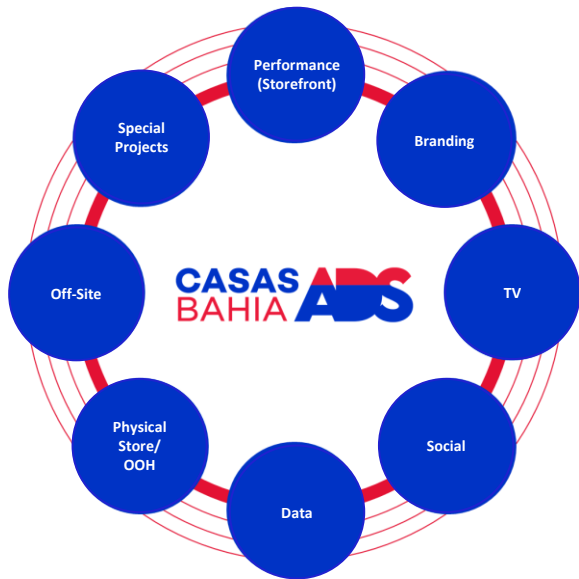 Performance
(Storefront)
Special
Projects
Branding
Off-Site
CASAS
BAHIA
ADS
TV
Physical
Store/
OOH
Social
Data